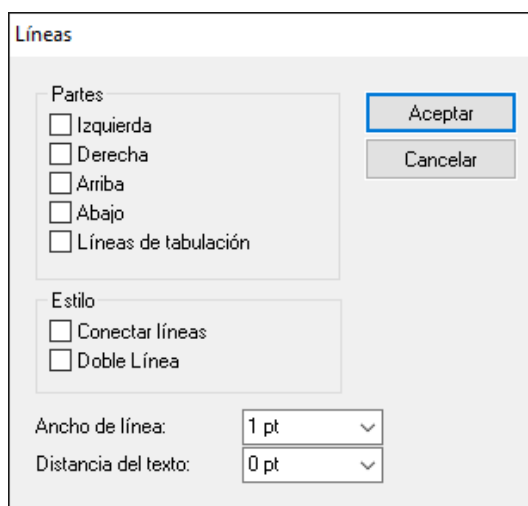 Líneas
Partes
Izquierda
Derecha
Arriba
Abajo
Líneas de tabulación
Aceptar
Cancelar
Estilo
Conectar líneas
Doble Línea
Ancho de línea: 1 pt
Distancia del texto: 0 pt